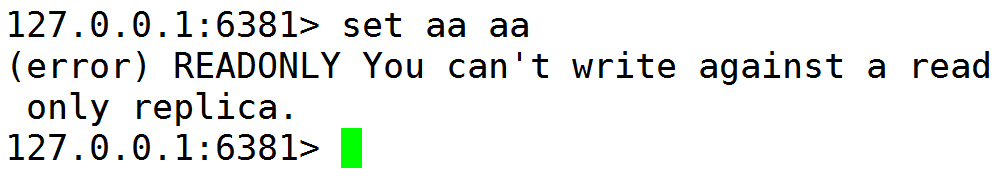 127.0.0.1:6381> set aa aa
(error) READONLY You can't write against a read
 only replica.
127.0.0.1:6381>